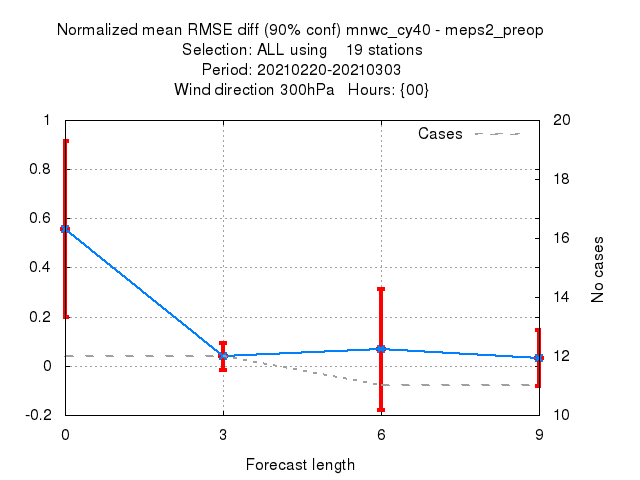 Normalized mean RMSE diff (90% conf) mnwc_cy40 - meps2_preop
Selection: ALL using 19 stations
Period: 20210220-20210303
Wind direction 300hPa Hours: {00}
Cases
1
0.8
0.6
0.4
0.2
0
-0.2
20
18
16
14
12
10
No cases
0 3 6 9
Forecast length